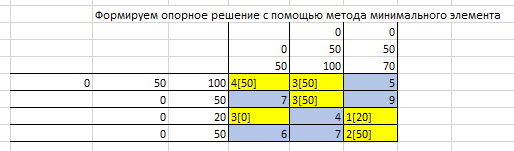 Формируем опорное решение с помощью метода минимального элемента
0 0
0 50 50
50 100 70
0 50 100 4[50] 3[50] 5
0 50 7 3[50] 9
0 20 3[0] 4 1[20]
0 50 6 7 2[50]